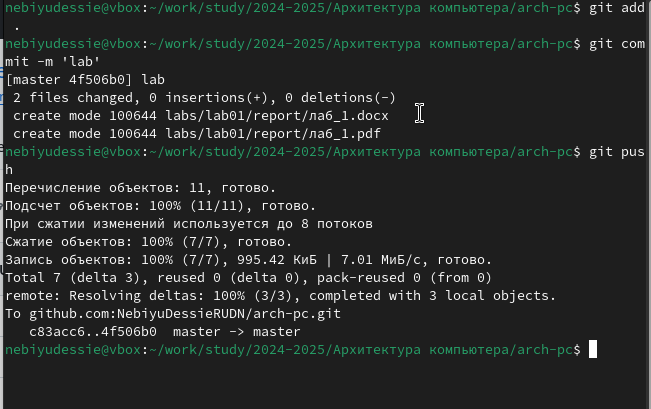 nebiyudessie@vbox:~/work/study/2024-2025/Архитектура компьютера/arch-pc$ git add
 .
nebiyudessie@vbox:~/work/study/2024-2025/Архитектура компьютера/arch-pc$ git com
mit -m 'lab'
[master 4f506b0] lab
 2 files changed, 0 insertions(+), 0 deletions(-)
 create mode 100644 labs/lab01/report/лаб_1.docx
 create mode 100644 labs/lab01/report/лаб_1.pdf
nebiyudessie@vbox:~/work/study/2024-2025/Архитектура компьютера/arch-pc$ git pus
h
Перечисление объектов: 11, готово.
Подсчет объектов: 100% (11/11), готово.
При сжатии изменений используется до 8 потоков
Сжатие объектов: 100% (7/7), готово.
Запись объектов: 100% (7/7), 995.42 КиБ | 7.01 МиБ/с, готово.
Total 7 (delta 3), reused 0 (delta 0), pack-reused 0 (from 0)
remote: Resolving deltas: 100% (3/3), completed with 3 local objects.
To github.com:NebiyuDessieRUDN/arch-pc.git
   c83acc6..4f506b0  master -> master
nebiyudessie@vbox:~/work/study/2024-2025/Архитектура компьютера/arch-pc$